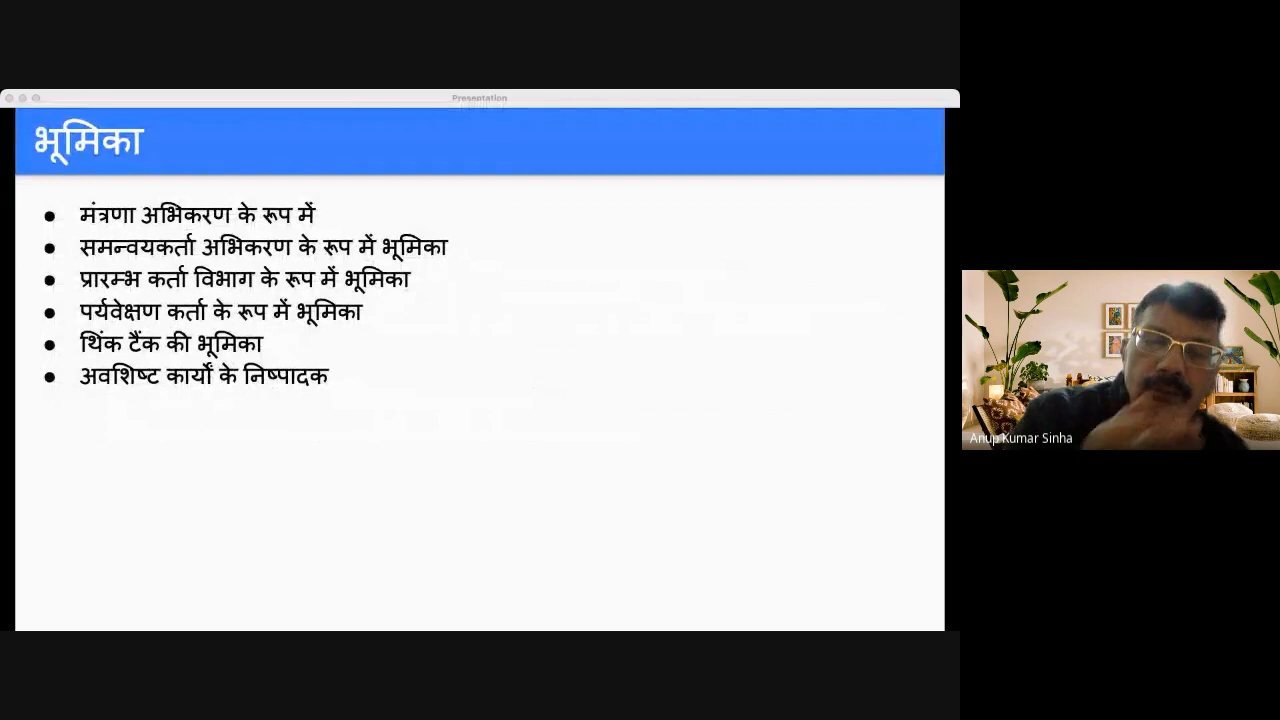 Presentation
भूमिका
● मंत्रणा अभिकरण के रूप में
● समन्वयकर्ता अभिकरण के रूप में भूमिका
● प्रारम्भ कर्ता विभाग के रूप में भूमिका
● पर्यवेक्षण कर्ता के रूप में भूमिका
● थिंक टैंक की भूमिका
● अवशिष्ट कार्यों के निष्पादक
Anup Kumar Sinha